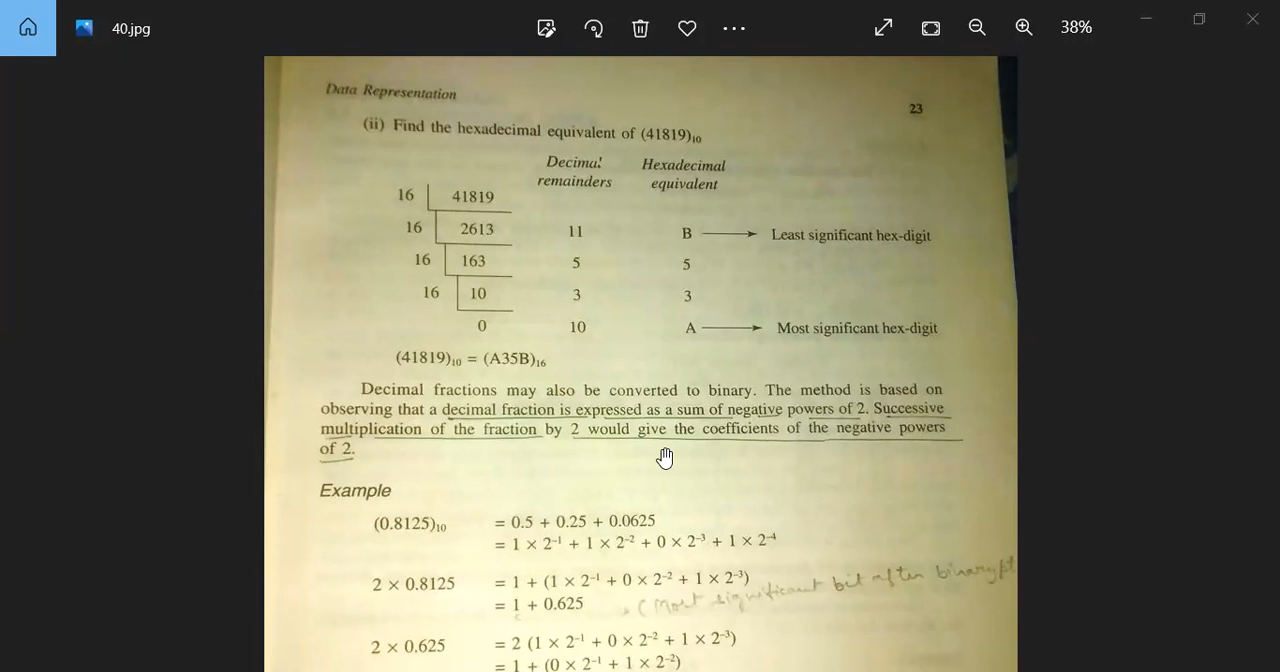 40.jpg
38%
Data Representation
23
(ii) Find the hexadecimal equivalent of (41819)₁₀
Decimal Hexadecimal
remainders equivalent
16 41819
16 2613 11 B → Least significant hex-digit
16 163 5 5
16 10 3 3
0 10 A → Most significant hex-digit
(41819)₁₀ = (A35B)₁₆
Decimal fractions may also be converted to binary. The method is based on
observing that a decimal fraction is expressed as a sum of negative powers of 2. Successive
multiplication of the fraction by 2 would give the coefficients of the negative powers
of 2.
Example
(0.8125)₁₀ = 0.5 + 0.25 + 0.0625
= 1 × 2⁻¹ + 1 × 2⁻² + 0 × 2⁻³ + 1 × 2⁻⁴
2 × 0.8125 = 1 + (1 × 2⁻¹ + 0 × 2⁻² + 1 × 2⁻³)
= 1 + 0.625 (Most significant bit after binary pt
2 × 0.625 = 2 (1 × 2⁻¹ + 0 × 2⁻² + 1 × 2⁻³)
= 1 + (0 × 2⁻¹ + 1 × 2⁻²)